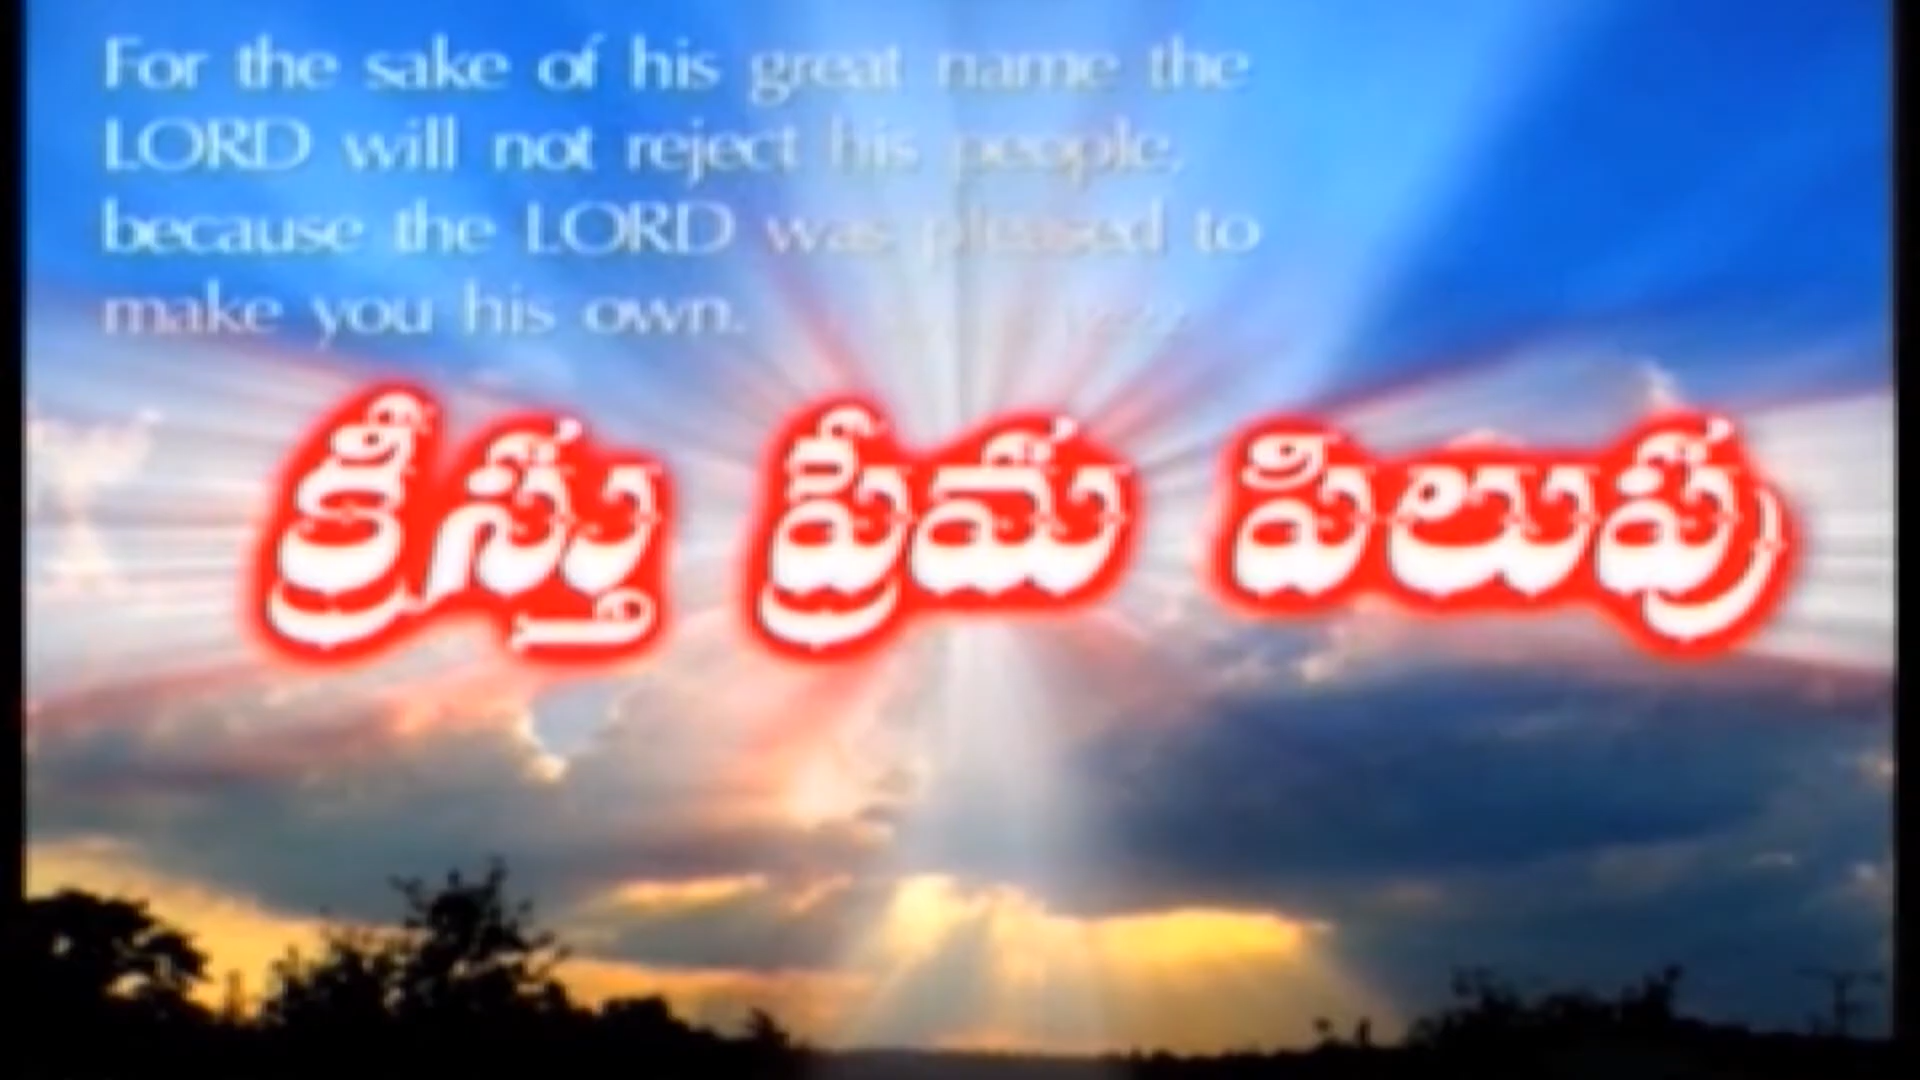 For the sake of his great name the
LORD will not reject his people,
because the LORD was pleased to
make you his own.
క్రీస్తు ప్రేమ పిలుపు